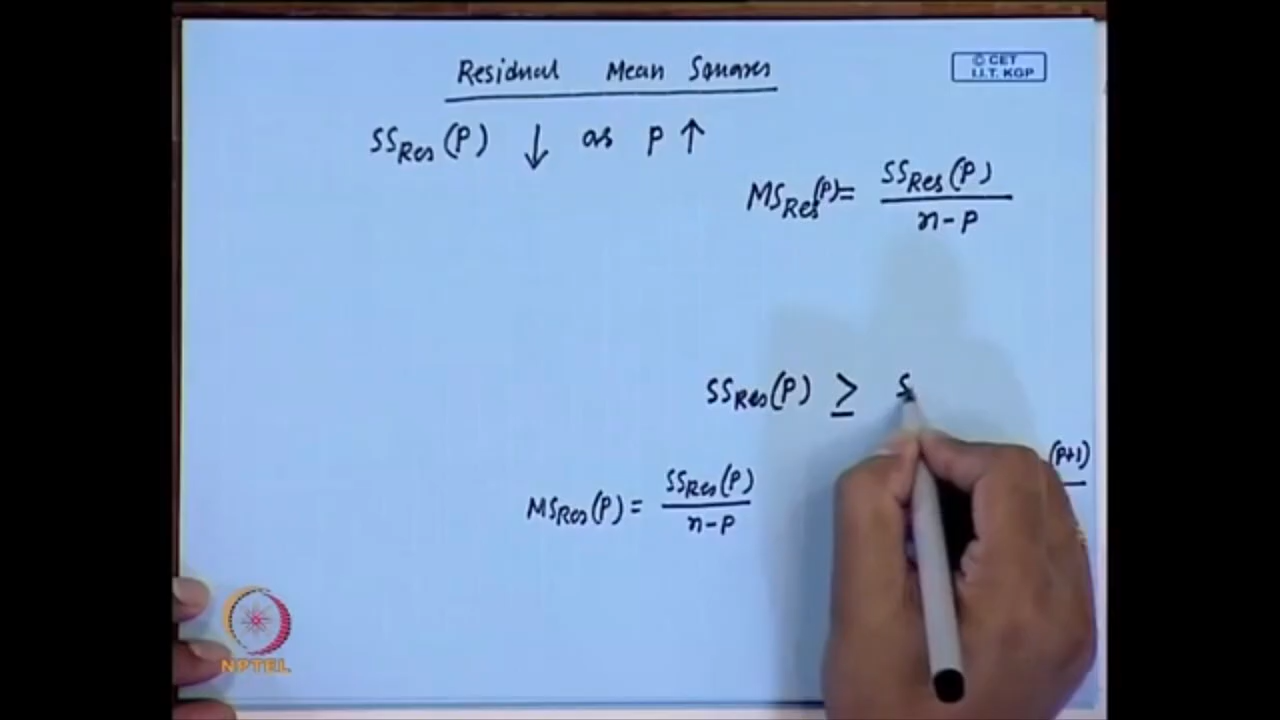 Residual Mean Squares
© CET
I.I.T. KGP
SSRes(P) ↓ as P ↑
MSRes(P) = SSRes(P)
n-P
SSRes(P) ≥ S
(P+1)
MSRes(P) = SSRes(P)
n-P
NPTEL